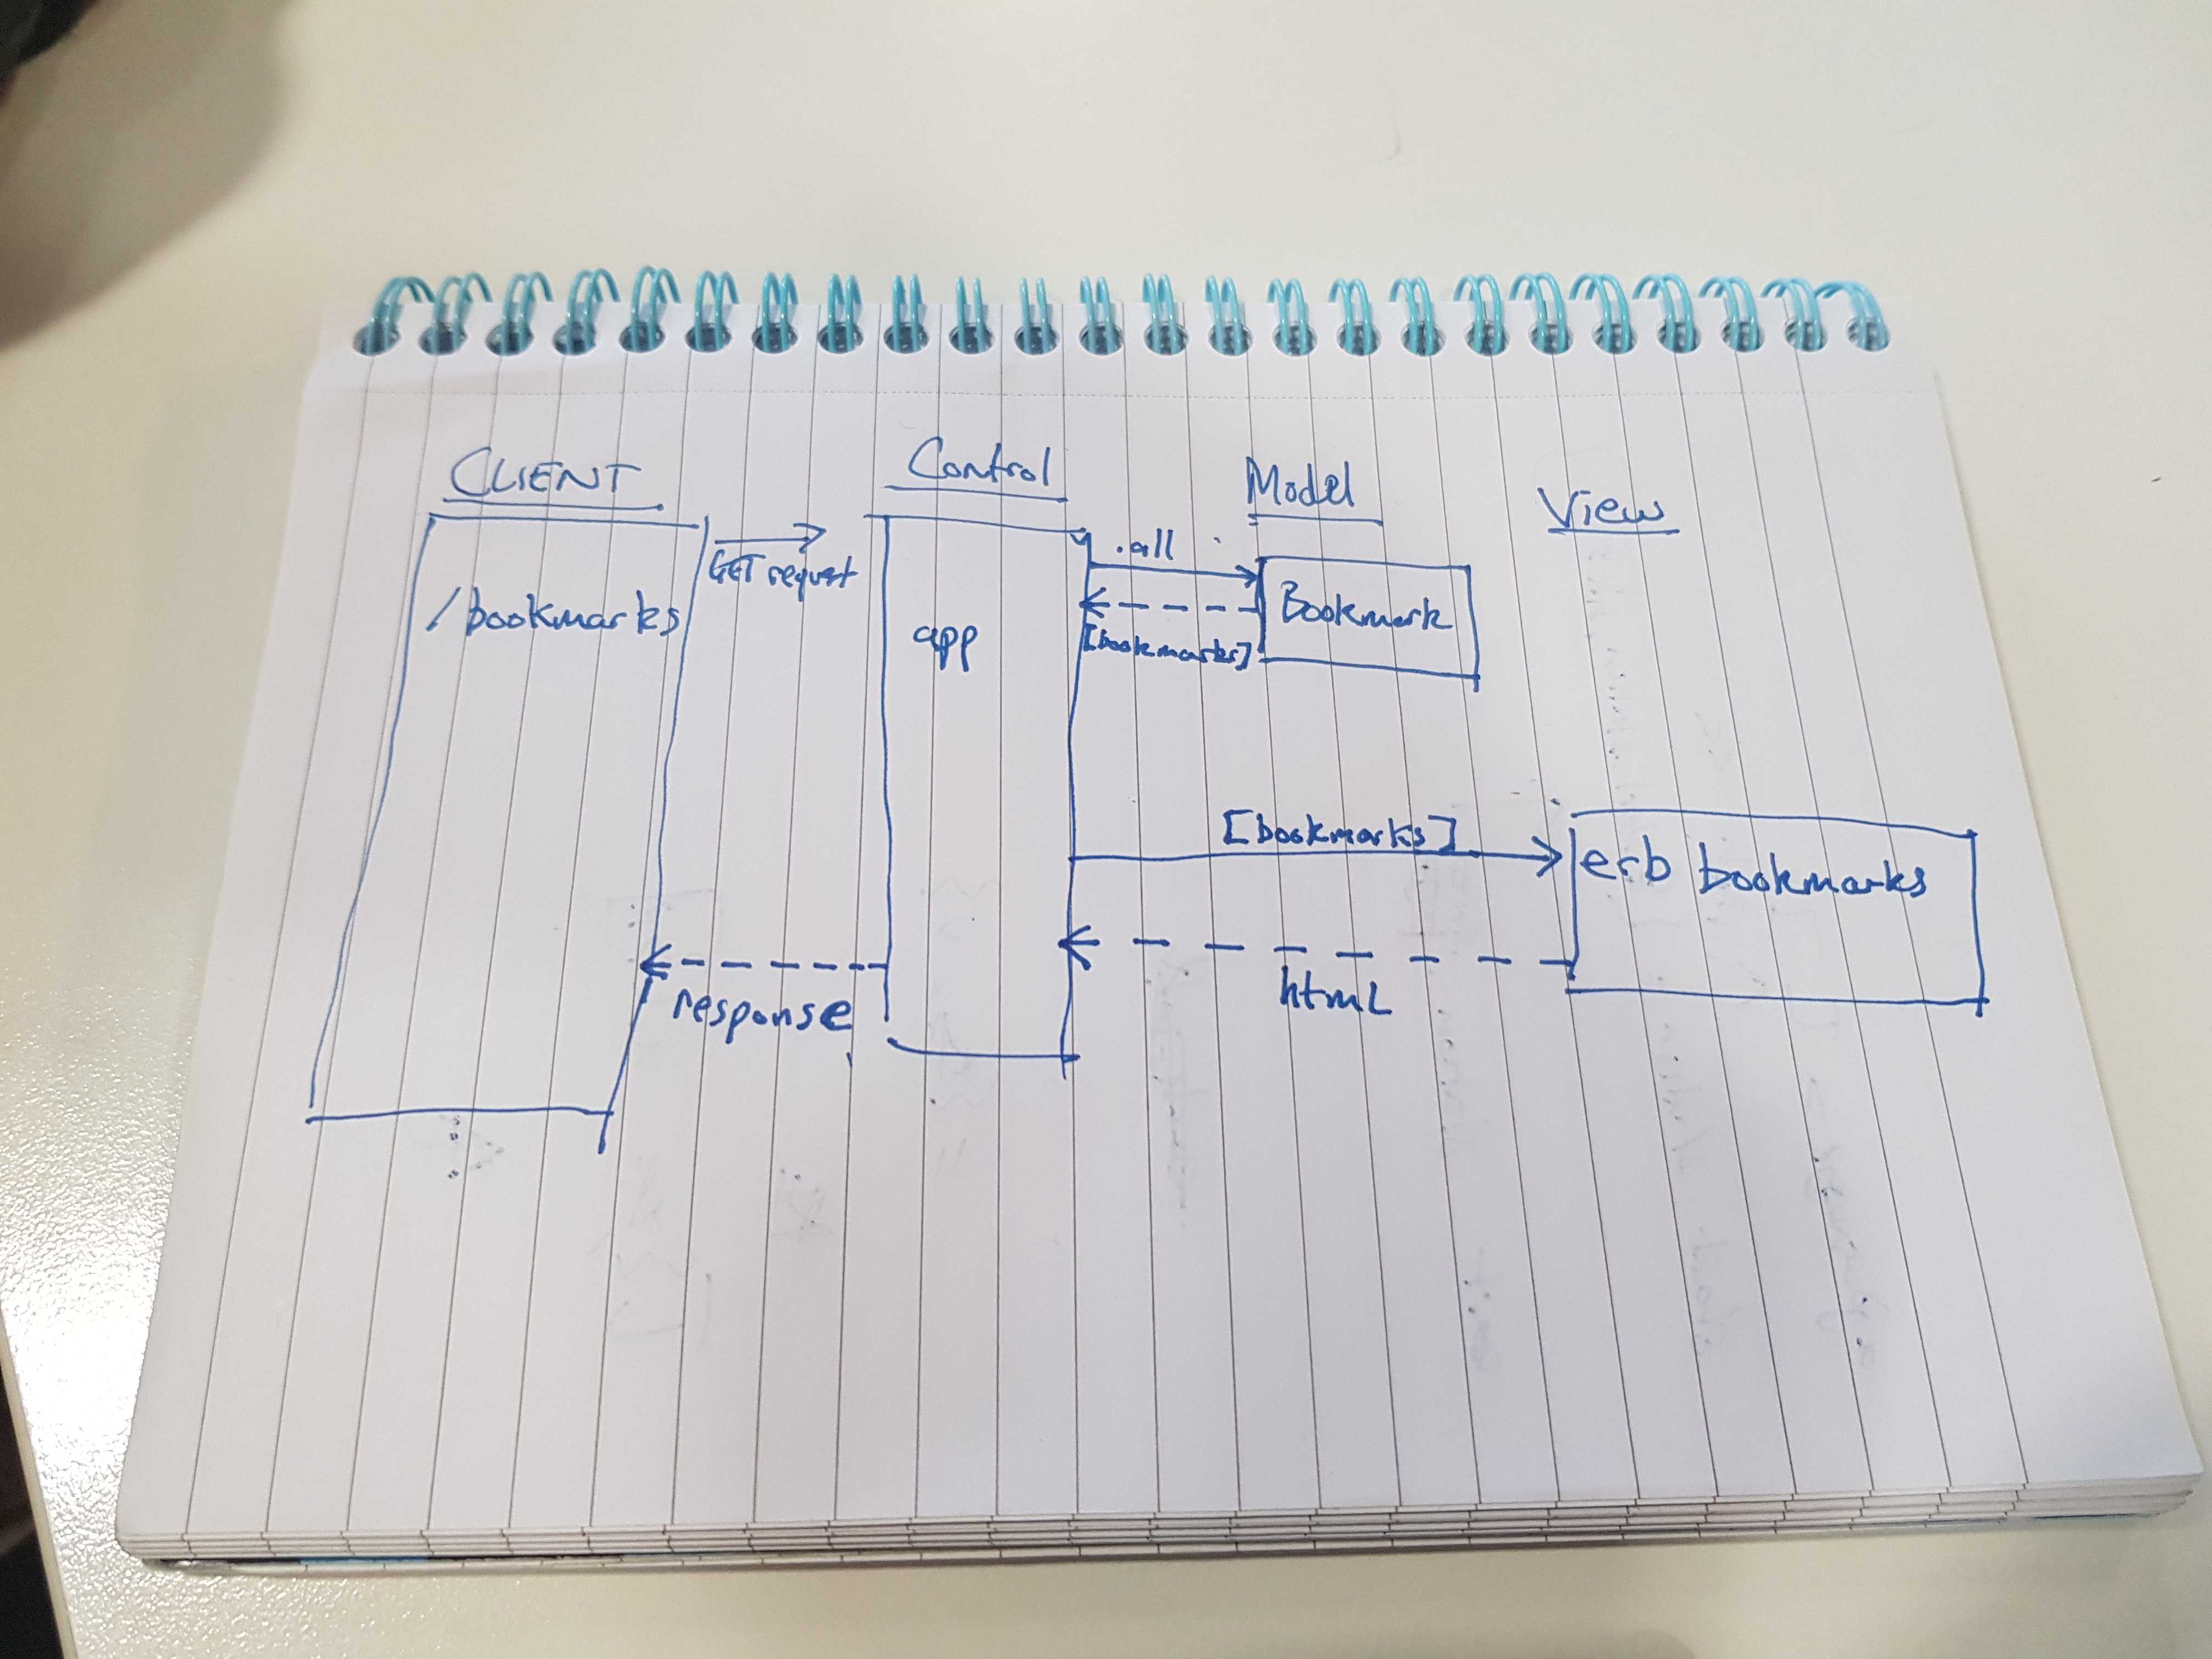 CLIENT
Control
Model
View
GET request
.all
/bookmarks
app
Bookmark
[bookmarks]
[bookmarks]
erb bookmarks
response
html